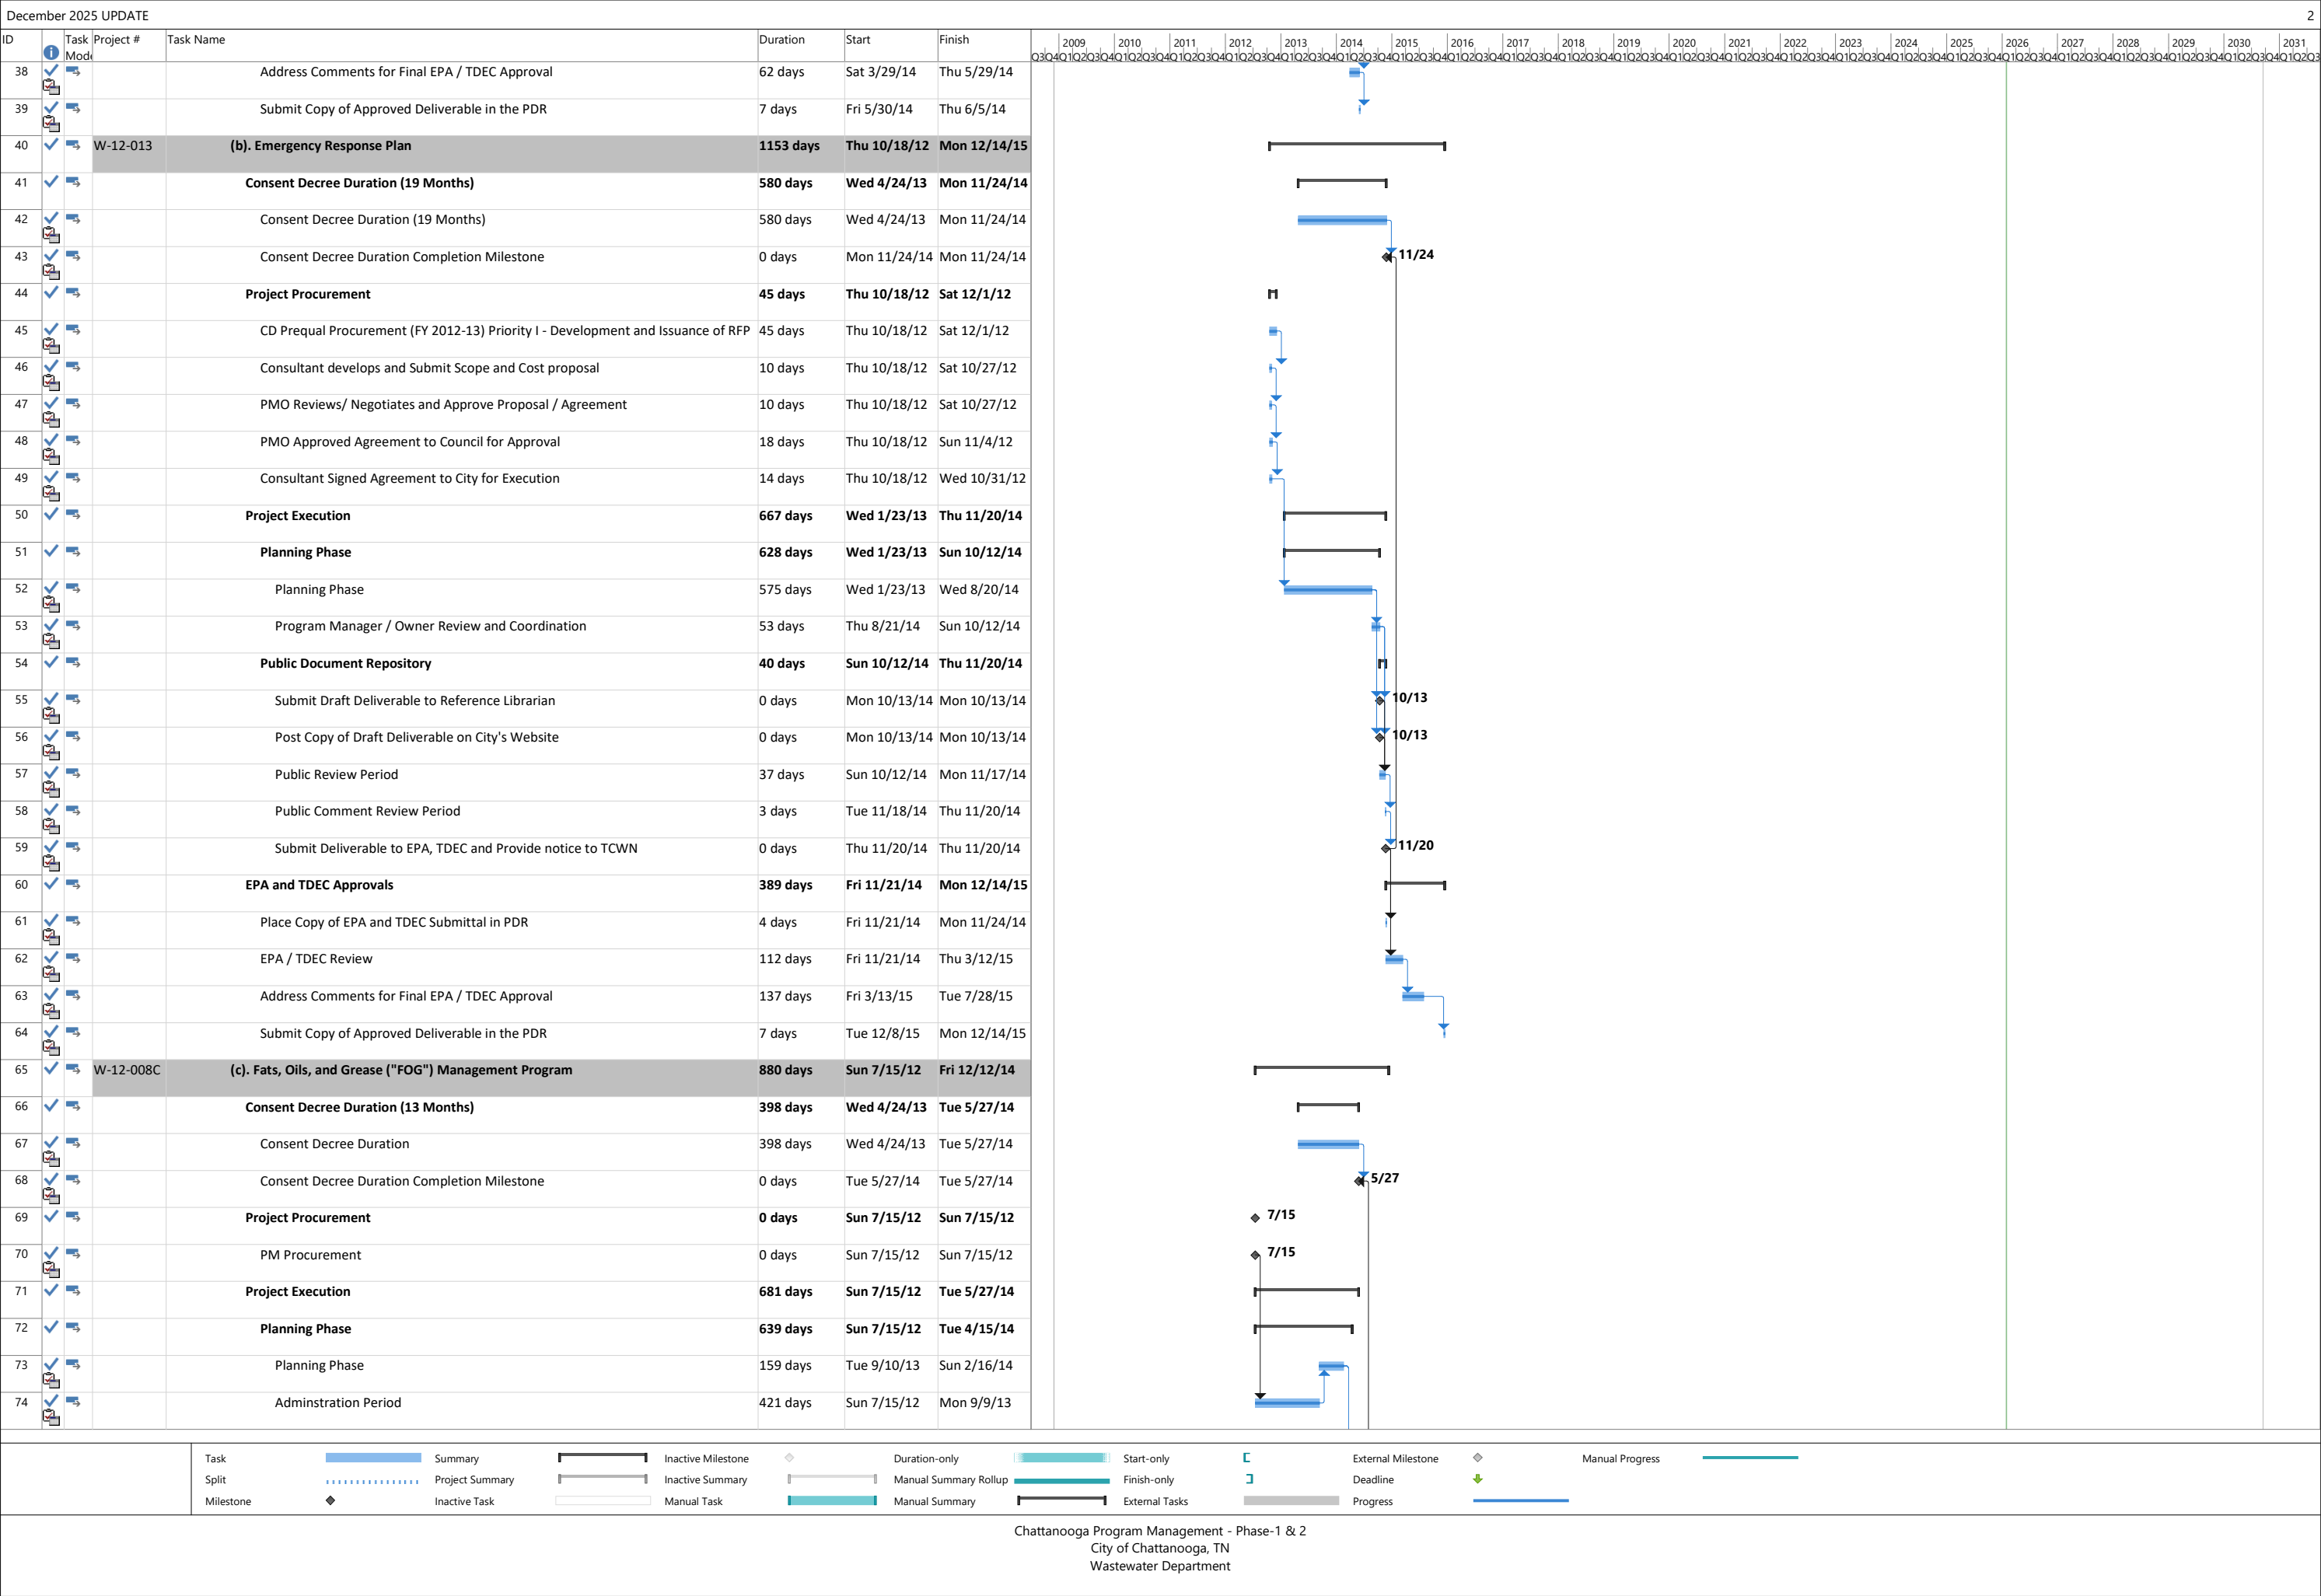 December 2025 UPDATE 2
ID Task Mode Project # Task Name Duration Start Finish 2009 2010 2011 2012 2013 2014 2015 2016 2017 2018 2019 2020 2021 2022 2023 2024 2025 2026 2027 2028 2029 2030 2031
38 Address Comments for Final EPA / TDEC Approval 62 days Sat 3/29/14 Thu 5/29/14
39 Submit Copy of Approved Deliverable in the PDR 7 days Fri 5/30/14 Thu 6/5/14
40 W-12-013 (b). Emergency Response Plan 1153 days Thu 10/18/12 Mon 12/14/15
41 Consent Decree Duration (19 Months) 580 days Wed 4/24/13 Mon 11/24/14
42 Consent Decree Duration (19 Months) 580 days Wed 4/24/13 Mon 11/24/14
43 Consent Decree Duration Completion Milestone 0 days Mon 11/24/14 Mon 11/24/14 11/24
44 Project Procurement 45 days Thu 10/18/12 Sat 12/1/12
45 CD Prequal Procurement (FY 2012-13) Priority I - Development and Issuance of RFP 45 days Thu 10/18/12 Sat 12/1/12
46 Consultant develops and Submit Scope and Cost proposal 10 days Thu 10/18/12 Sat 10/27/12
47 PMO Reviews/ Negotiates and Approve Proposal / Agreement 10 days Thu 10/18/12 Sat 10/27/12
48 PMO Approved Agreement to Council for Approval 18 days Thu 10/18/12 Sun 11/4/12
49 Consultant Signed Agreement to City for Execution 14 days Thu 10/18/12 Wed 10/31/12
50 Project Execution 667 days Wed 1/23/13 Thu 11/20/14
51 Planning Phase 628 days Wed 1/23/13 Sun 10/12/14
52 Planning Phase 575 days Wed 1/23/13 Wed 8/20/14
53 Program Manager / Owner Review and Coordination 53 days Thu 8/21/14 Sun 10/12/14
54 Public Document Repository 40 days Sun 10/12/14 Thu 11/20/14
55 Submit Draft Deliverable to Reference Librarian 0 days Mon 10/13/14 Mon 10/13/14 10/13
56 Post Copy of Draft Deliverable on City's Website 0 days Mon 10/13/14 Mon 10/13/14 10/13
57 Public Review Period 37 days Sun 10/12/14 Mon 11/17/14
58 Public Comment Review Period 3 days Tue 11/18/14 Thu 11/20/14
59 Submit Deliverable to EPA, TDEC and Provide notice to TCWN 0 days Thu 11/20/14 Thu 11/20/14 11/20
60 EPA and TDEC Approvals 389 days Fri 11/21/14 Mon 12/14/15
61 Place Copy of EPA and TDEC Submittal in PDR 4 days Fri 11/21/14 Mon 11/24/14
62 EPA / TDEC Review 112 days Fri 11/21/14 Thu 3/12/15
63 Address Comments for Final EPA / TDEC Approval 137 days Fri 3/13/15 Tue 7/28/15
64 Submit Copy of Approved Deliverable in the PDR 7 days Tue 12/8/15 Mon 12/14/15
65 W-12-008C (c). Fats, Oils, and Grease ("FOG") Management Program 880 days Sun 7/15/12 Fri 12/12/14
66 Consent Decree Duration (13 Months) 398 days Wed 4/24/13 Tue 5/27/14
67 Consent Decree Duration 398 days Wed 4/24/13 Tue 5/27/14
68 Consent Decree Duration Completion Milestone 0 days Tue 5/27/14 Tue 5/27/14 5/27
69 Project Procurement 0 days Sun 7/15/12 Sun 7/15/12 7/15
70 PM Procurement 0 days Sun 7/15/12 Sun 7/15/12 7/15
71 Project Execution 681 days Sun 7/15/12 Tue 5/27/14
72 Planning Phase 639 days Sun 7/15/12 Tue 4/15/14
73 Planning Phase 159 days Tue 9/10/13 Sun 2/16/14
74 Adminstration Period 421 days Sun 7/15/12 Mon 9/9/13
Task Summary Inactive Milestone Duration-only Start-only External Milestone Manual Progress
Split Project Summary Inactive Summary Manual Summary Rollup Finish-only Deadline
Milestone Inactive Task Manual Task Manual Summary External Tasks Progress
Chattanooga Program Management - Phase-1 & 2
City of Chattanooga, TN
Wastewater Department